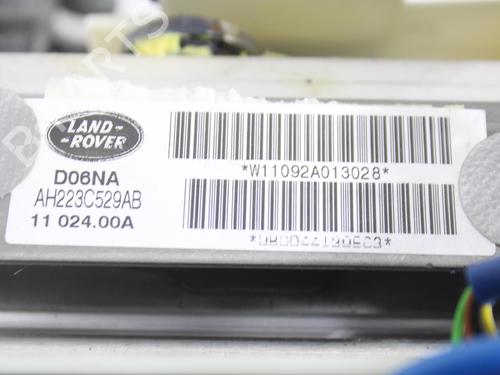 LAND-
-ROVER
D06NA
AH223C529AB
11 024.00A
*W11092A013028*